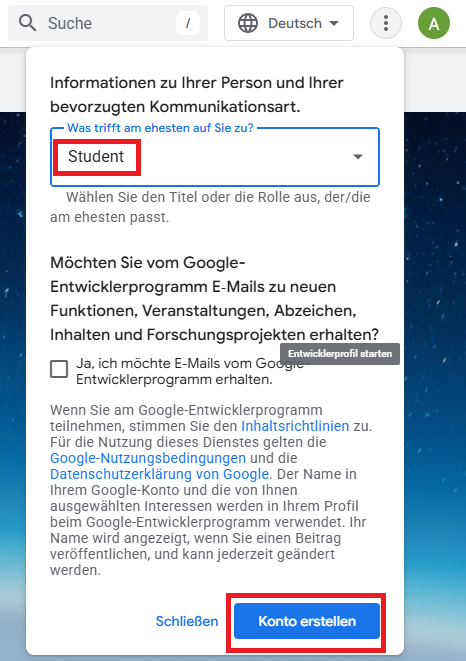 Suche / Deutsch A
Informationen zu Ihrer Person und Ihrer
bevorzugten Kommunikationsart.
Was trifft am ehesten auf Sie zu?
Student
Wählen Sie den Titel oder die Rolle aus, der/die
am ehesten passt.
Möchten Sie vom Google-
Entwicklerprogramm E-Mails zu neuen
Funktionen, Veranstaltungen, Abzeichen,
Inhalten und Forschungsprojekten erhalten?
Entwicklerprofil starten
Ja, ich möchte E-Mails vom Google-
Entwicklerprogramm erhalten.
Wenn Sie am Google-Entwicklerprogramm
teilnehmen, stimmen Sie den Inhaltsrichtlinien zu.
Für die Nutzung dieses Dienstes gelten die
Google-Nutzungsbedingungen und die
Datenschutzerklärung von Google. Der Name in
Ihrem Google-Konto und die von Ihnen
ausgewählten Interessen werden in Ihrem Profil
beim Google-Entwicklerprogramm verwendet. Ihr
Name wird angezeigt, wenn Sie einen Beitrag
veröffentlichen, und kann jederzeit geändert
werden.
Schließen Konto erstellen